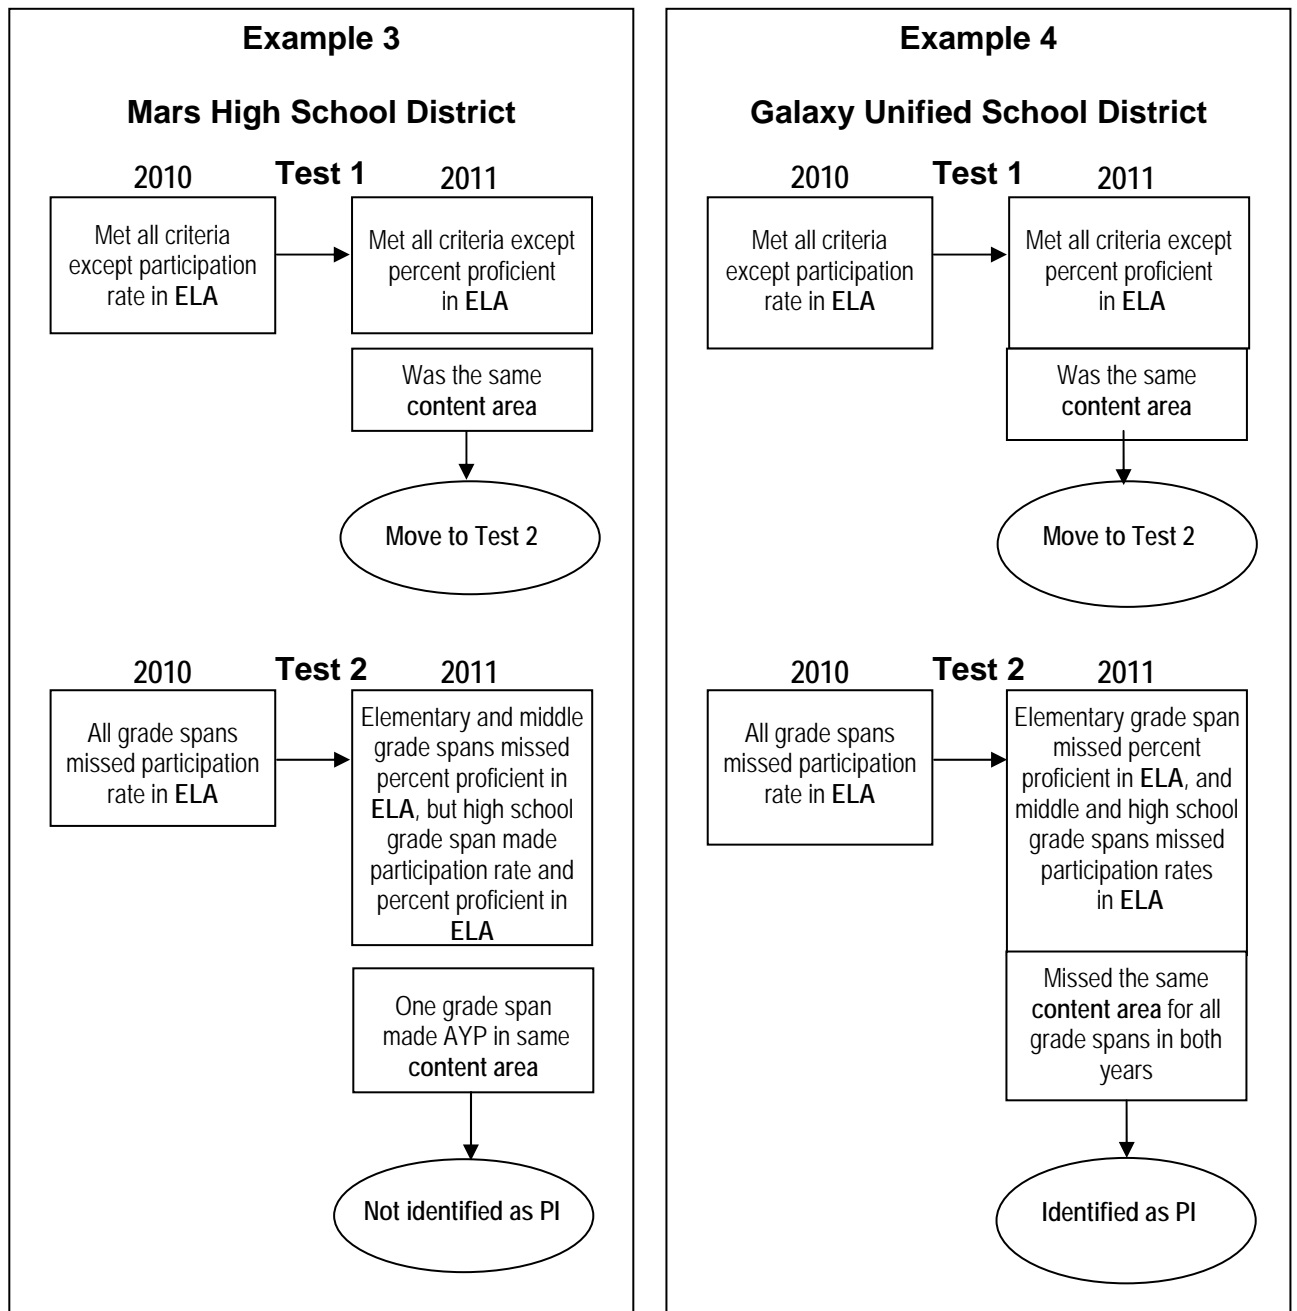 Example 3
Mars High School District
2010 Test 1 2011
Met all criteria
except participation
rate in ELA
Met all criteria except
percent proficient
in ELA
Was the same
content area
Move to Test 2
2010 Test 2 2011
All grade spans
missed participation
rate in ELA
Elementary and middle
grade spans missed
percent proficient in
ELA, but high school
grade span made
participation rate and
percent proficient in
ELA
One grade span
made AYP in same
content area
Not identified as PI
Example 4
Galaxy Unified School District
2010 Test 1 2011
Met all criteria
except participation
rate in ELA
Met all criteria except
percent proficient
in ELA
Was the same
content area
Move to Test 2
2010 Test 2 2011
All grade spans
missed participation
rate in ELA
Elementary grade span
missed percent
proficient in ELA, and
middle and high school
grade spans missed
participation rates
in ELA
Missed the same
content area for all
grade spans in both
years
Identified as PI